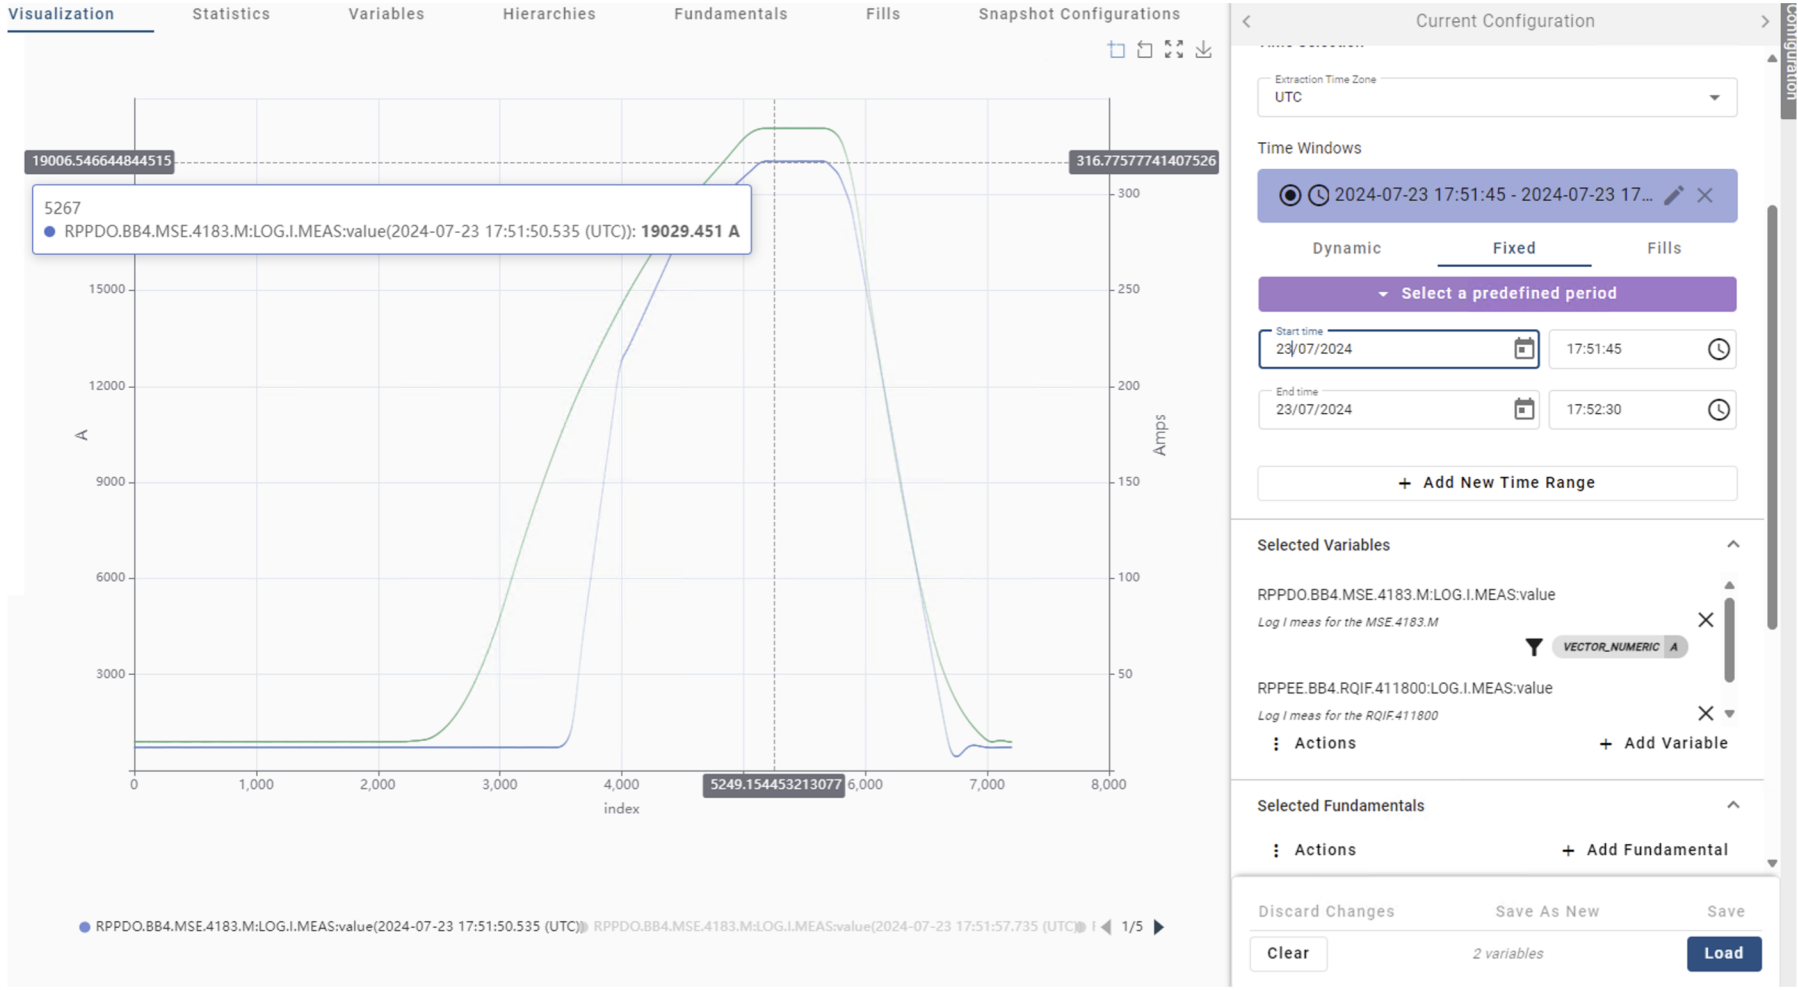 Visualization
Statistics
Variables
Hierarchies
Fundamentals
Fills
Snapshot Configurations
19006.546644844515
316.77577741407526
5267
RPPDO.BB4.MSE.4183.M:LOG.I.MEAS:value(2024-07-23 17:51:50.535 (UTC)): 19029.451 A
15000
12000
9000
6000
3000
A
300
250
200
150
100
50
Amps
0
1,000
2,000
3,000
4,000
5249.154453213077
6,000
7,000
8,000
index
RPPDO.BB4.MSE.4183.M:LOG.I.MEAS:value(2024-07-23 17:51:50.535 (UTC))
RPPDO.BB4.MSE.4183.M:LOG.I.MEAS:value(2024-07-23 17:51:57.735 (UTC))
1/5
Current Configuration
Configuration
Time Selection
Extraction Time Zone
UTC
Time Windows
2024-07-23 17:51:45 - 2024-07-23 17...
Dynamic
Fixed
Fills
Select a predefined period
Start time
23/07/2024
17:51:45
End time
23/07/2024
17:52:30
+ Add New Time Range
Selected Variables
RPPDO.BB4.MSE.4183.M:LOG.I.MEAS:value
Log I meas for the MSE.4183.M
VECTOR_NUMERIC A
RPPEE.BB4.RQIF.411800:LOG.I.MEAS:value
Log I meas for the RQIF.411800
Actions
+ Add Variable
Selected Fundamentals
Actions
+ Add Fundamental
Discard Changes
Save As New
Save
Clear
2 variables
Load